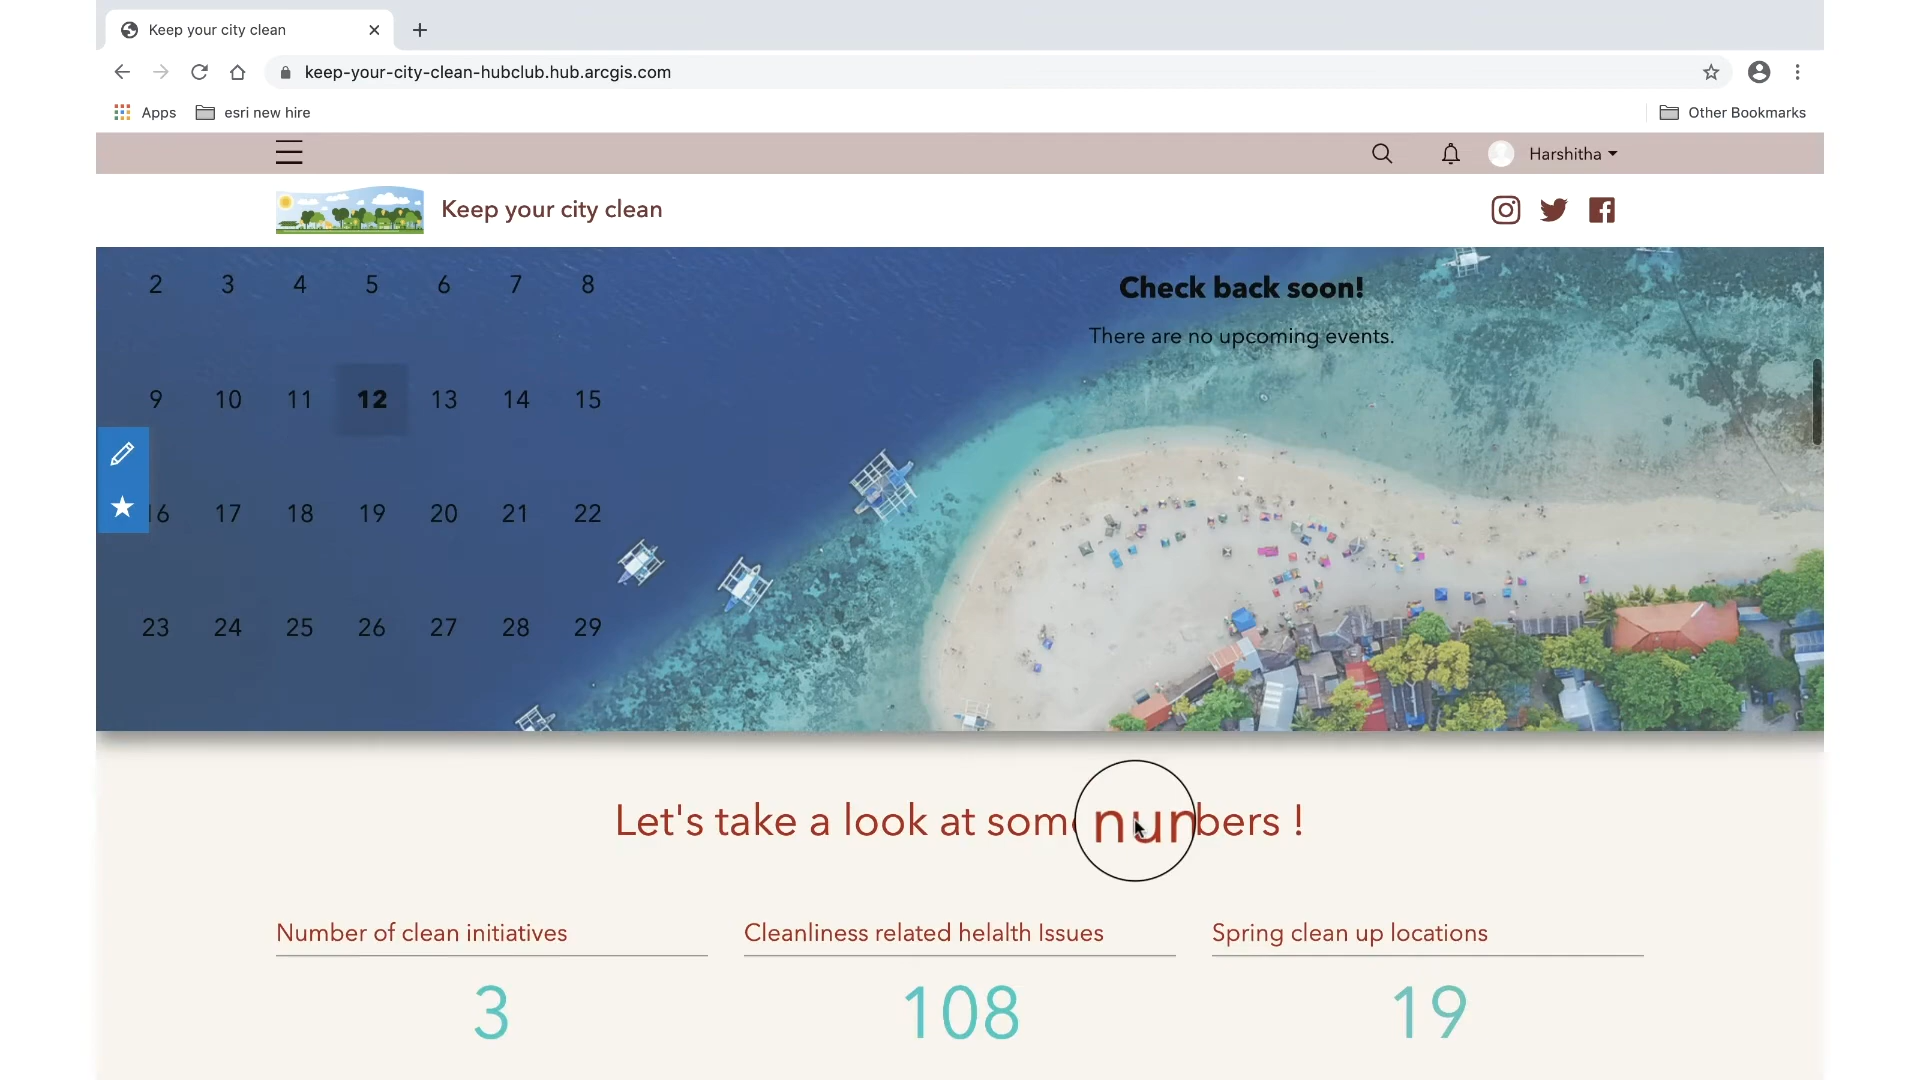 Keep your city clean
keep-your-city-clean-hubclub.hub.arcgis.com
Apps esri new hire Other Bookmarks
Harshitha
Keep your city clean
2 3 4 5 6 7 8
Check back soon!
There are no upcoming events.
9 10 11 12 13 14 15
16 17 18 19 20 21 22
23 24 25 26 27 28 29
Let's take a look at some numbers !
Number of clean initiatives Cleanliness related helalth Issues Spring clean up locations
3 108 19